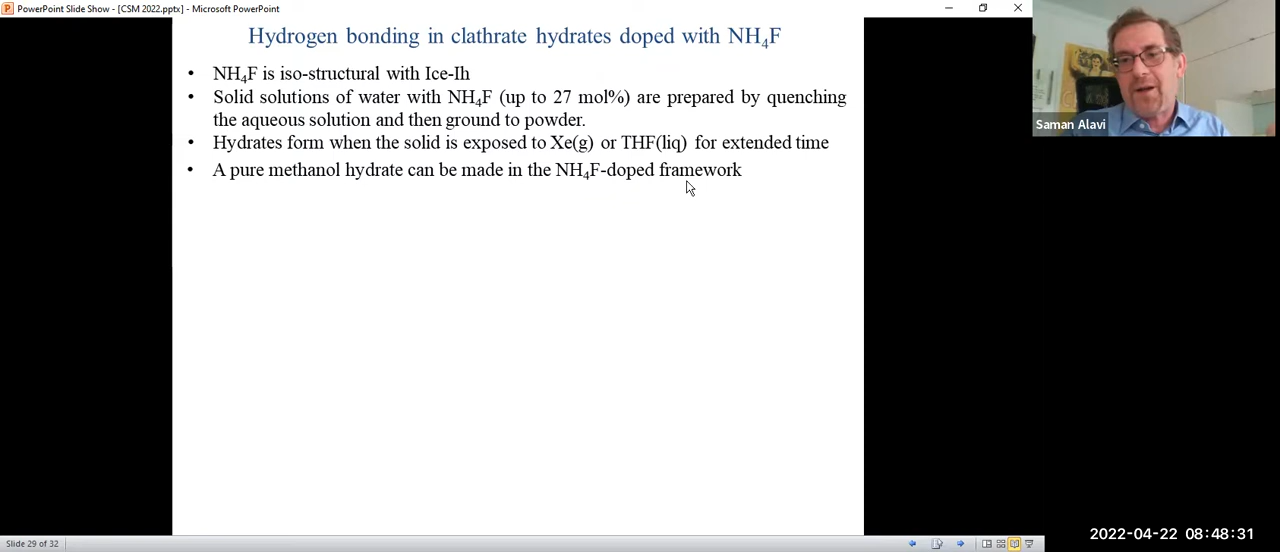 PowerPoint Slide Show - [CSM 2022.pptx] - Microsoft PowerPoint
Hydrogen bonding in clathrate hydrates doped with NH₄F
• NH₄F is iso-structural with Ice-Ih
• Solid solutions of water with NH₄F (up to 27 mol%) are prepared by quenching
the aqueous solution and then ground to powder.
• Hydrates form when the solid is exposed to Xe(g) or THF(liq) for extended time
• A pure methanol hydrate can be made in the NH₄F-doped framework
Saman Alavi
Slide 29 of 32
2022-04-22 08:48:31